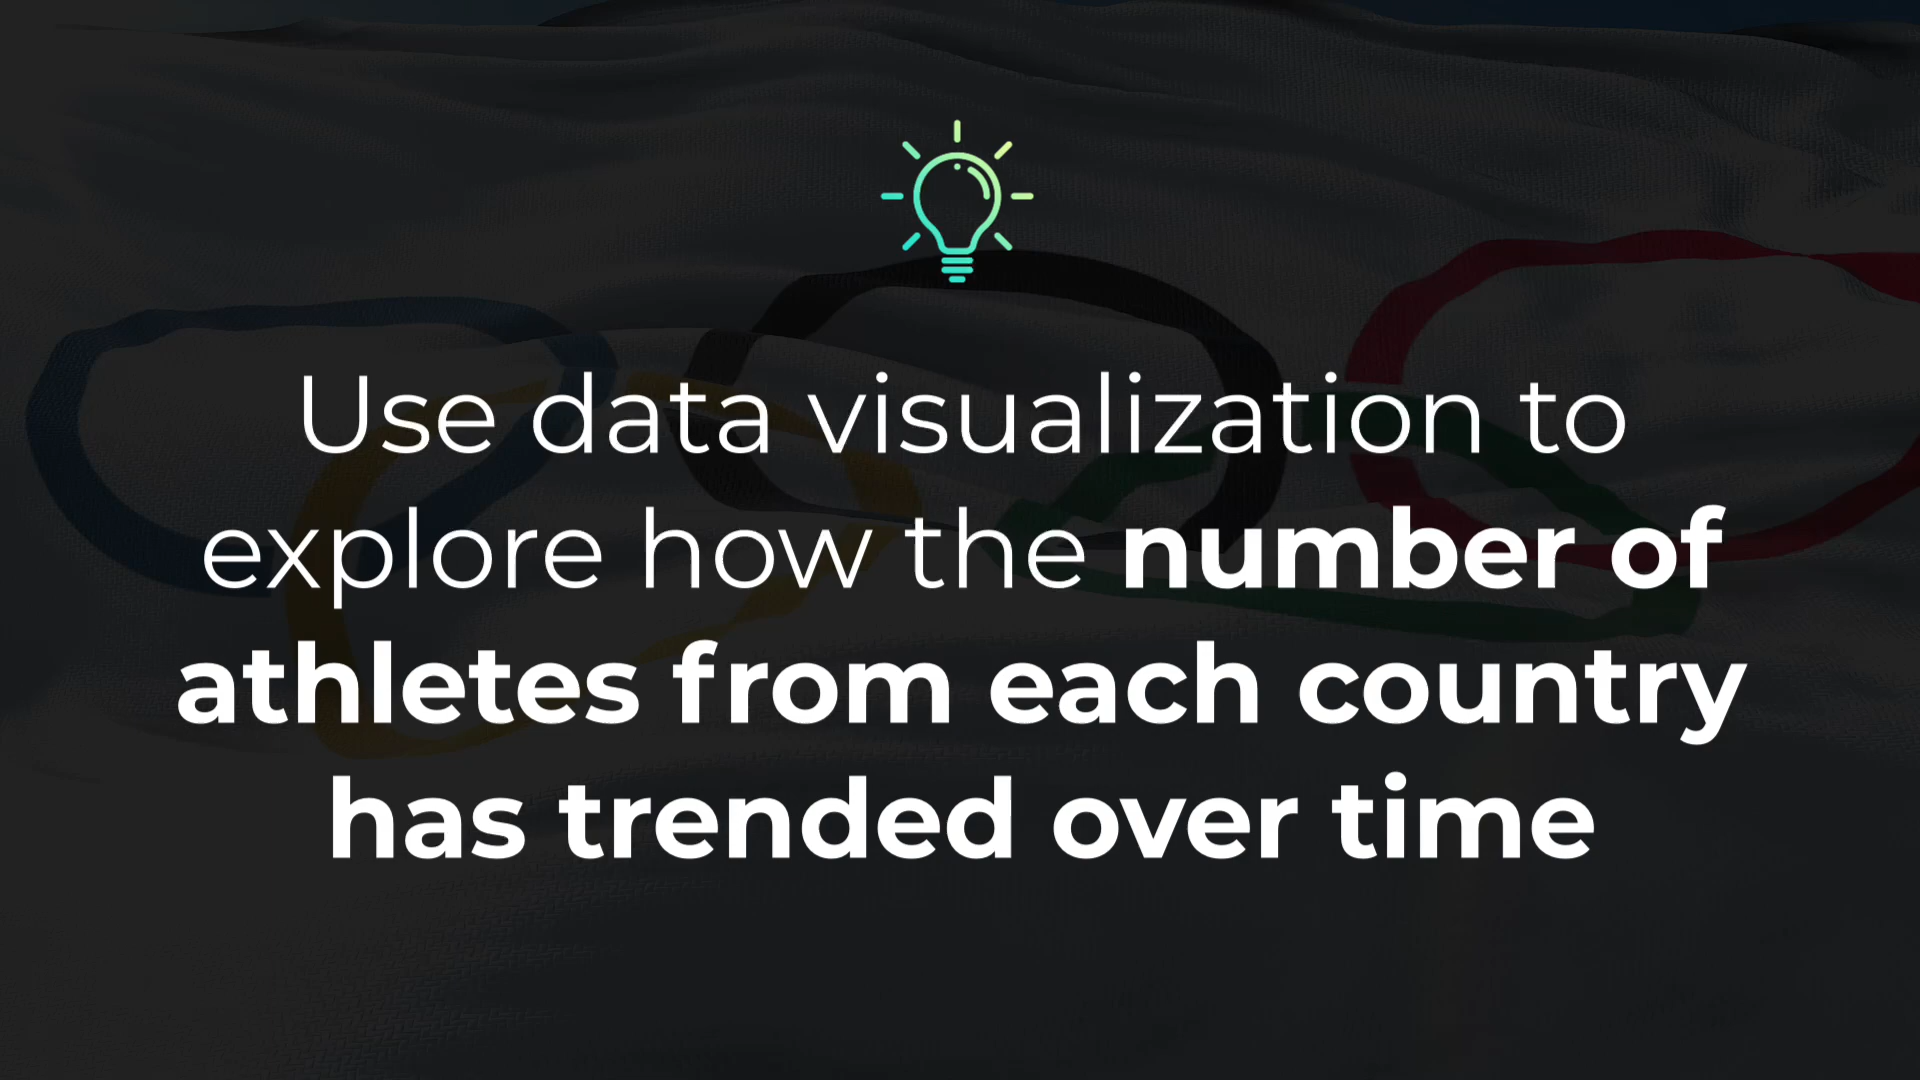 Use data visualization to
explore how the number of
athletes from each country
has trended over time